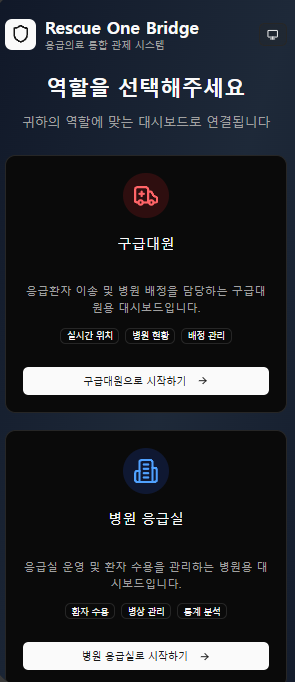 Rescue One Bridge
응급의료 통합 관제 시스템
역할을 선택해주세요
귀하의 역할에 맞는 대시보드로 연결됩니다
구급대원
응급환자 이송 및 병원 배정을 담당하는 구급대
원용 대시보드입니다.
실시간 위치 병원 현황 배정 관리
구급대원으로 시작하기 →
병원 응급실
응급실 운영 및 환자 수용을 관리하는 병원용 대
시보드입니다.
환자 수용 병상 관리 통계 분석
병원 응급실로 시작하기 →